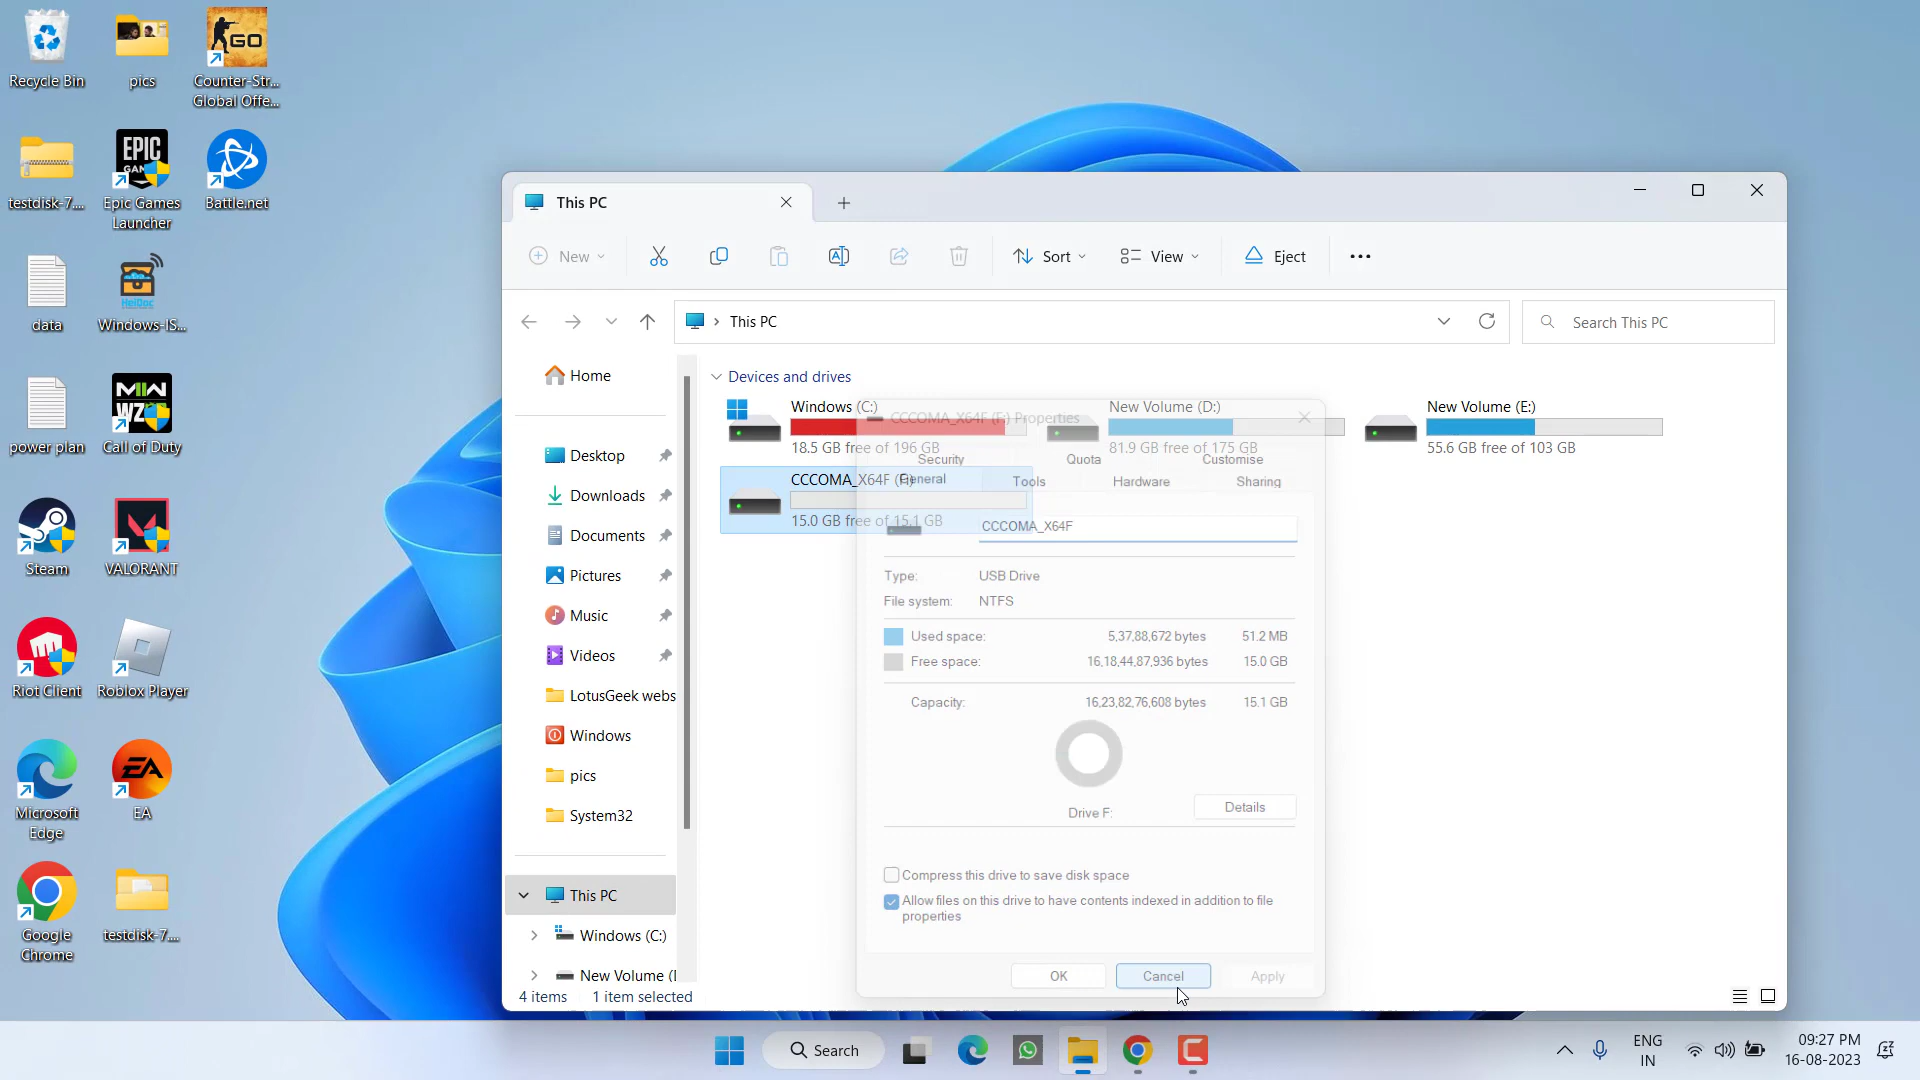 Recycle Bin
pics
Counter-Str...
Global Offe...
GO
testdisk-7....
EPIC
GAMES
Epic Games
Launcher
Battle.net
data
HeiDoc
Windows-IS...
power plan
MW
WZ
Call of Duty
Steam
VALORANT
Riot Client
Roblox Player
Microsoft
Edge
EA
EA
Google
Chrome
testdisk-7....
This PC
New
Sort
View
Eject
This PC
Search This PC
Home
Desktop
Downloads
Documents
Pictures
Music
Videos
LotusGeek webs
Windows
pics
System32
This PC
Windows (C:)
New Volume (
4 items 1 item selected
Devices and drives
Windows (C:)
18.5 GB free of 196 GB
New Volume (D:)
81.9 GB free of 175 GB
New Volume (E:)
55.6 GB free of 103 GB
CCCOMA_X64F (F:)
15.0 GB free of 15.1 GB
CCCOMA_X64F (F:) Properties
Security Quota Customise
General Tools Hardware Sharing
CCCOMA_X64F
Type: USB Drive
File system: NTFS
Used space: 5,37,88,672 bytes 51.2 MB
Free space: 16,18,44,87,936 bytes 15.0 GB
Capacity: 16,23,82,76,608 bytes 15.1 GB
Drive F:
Details
Compress this drive to save disk space
Allow files on this drive to have contents indexed in addition to file
properties
OK Cancel Apply
Search
ENG
IN
09:27 PM
16-08-2023